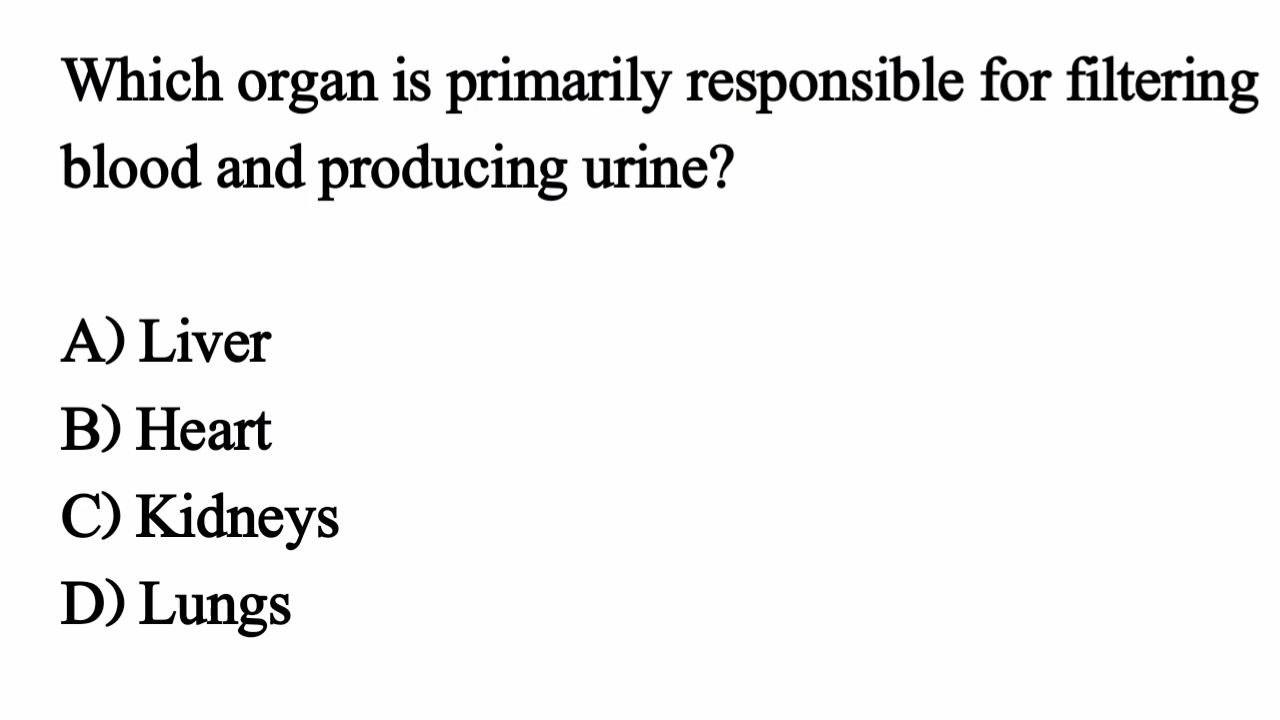 Which organ is primarily responsible for filtering
blood and producing urine?
A) Liver
B) Heart
C) Kidneys
D) Lungs